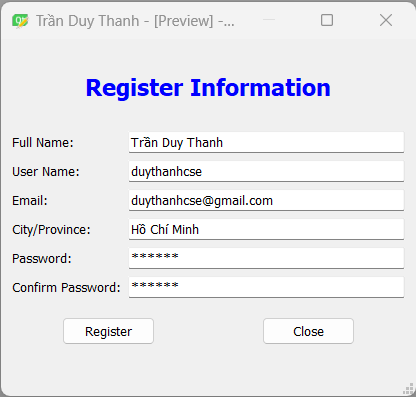 Trần Duy Thanh - [Preview] -...
Register Information
Full Name: Trần Duy Thanh
User Name: duythanhcse
Email: duythanhcse@gmail.com
City/Province: Hồ Chí Minh
Password: ******
Confirm Password: ******
Register Close